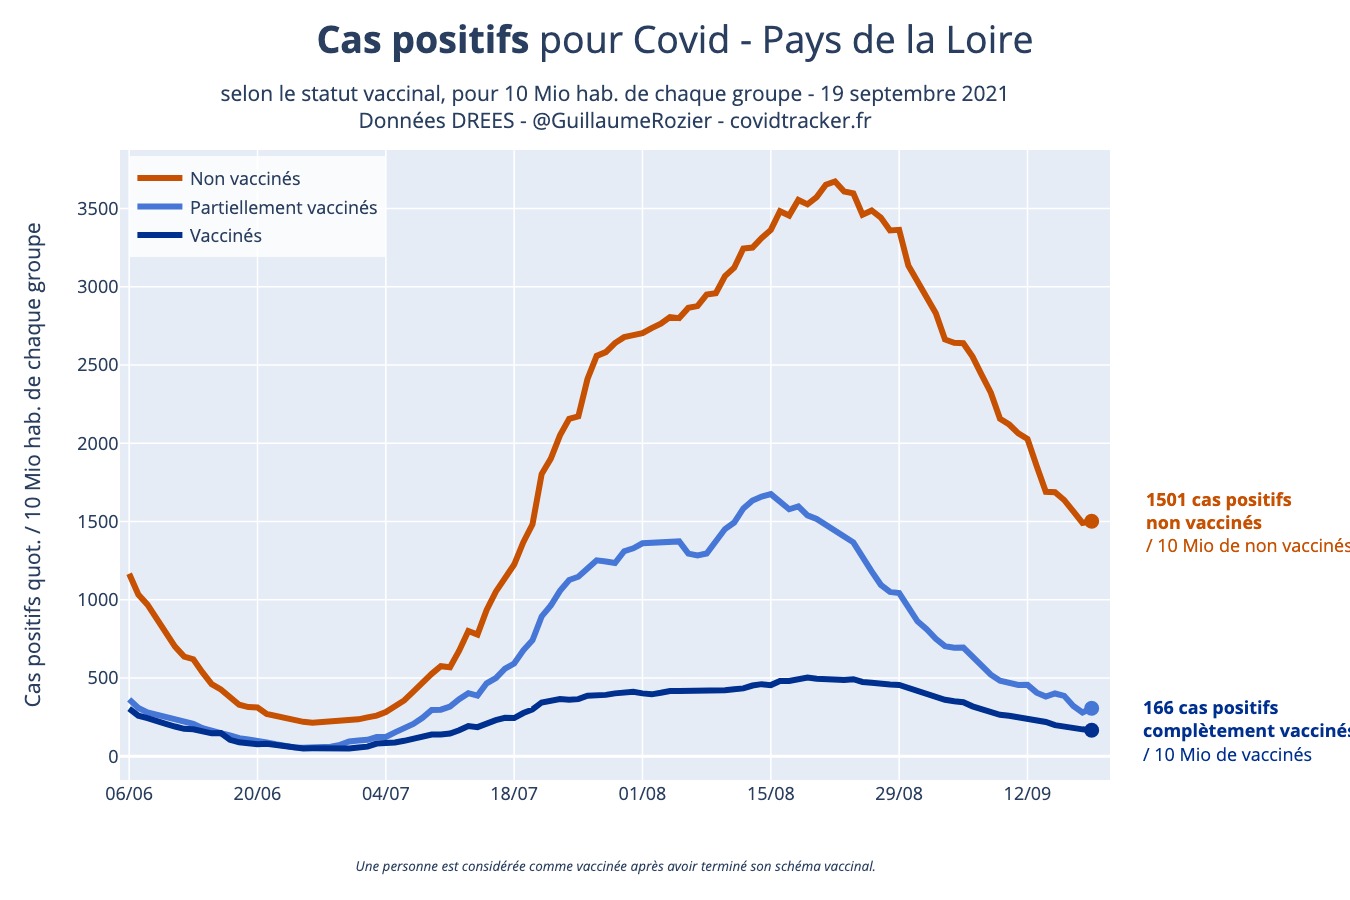 Cas positifs pour Covid - Pays de la Loire
selon le statut vaccinal, pour 10 Mio hab. de chaque groupe - 19 septembre 2021
Données DREES - @GuillaumeRozier - covidtracker.fr
Non vaccinés
Partiellement vaccinés
Vaccinés
Cas positifs quot. / 10 Mio hab. de chaque groupe
3500
3000
2500
2000
1500
1000
500
0
06/06
20/06
04/07
18/07
01/08
15/08
29/08
12/09
1501 cas positifs
non vaccinés
/ 10 Mio de non vaccinés
166 cas positifs
complètement vaccinés
/ 10 Mio de vaccinés
Une personne est considérée comme vaccinée après avoir terminé son schéma vaccinal.